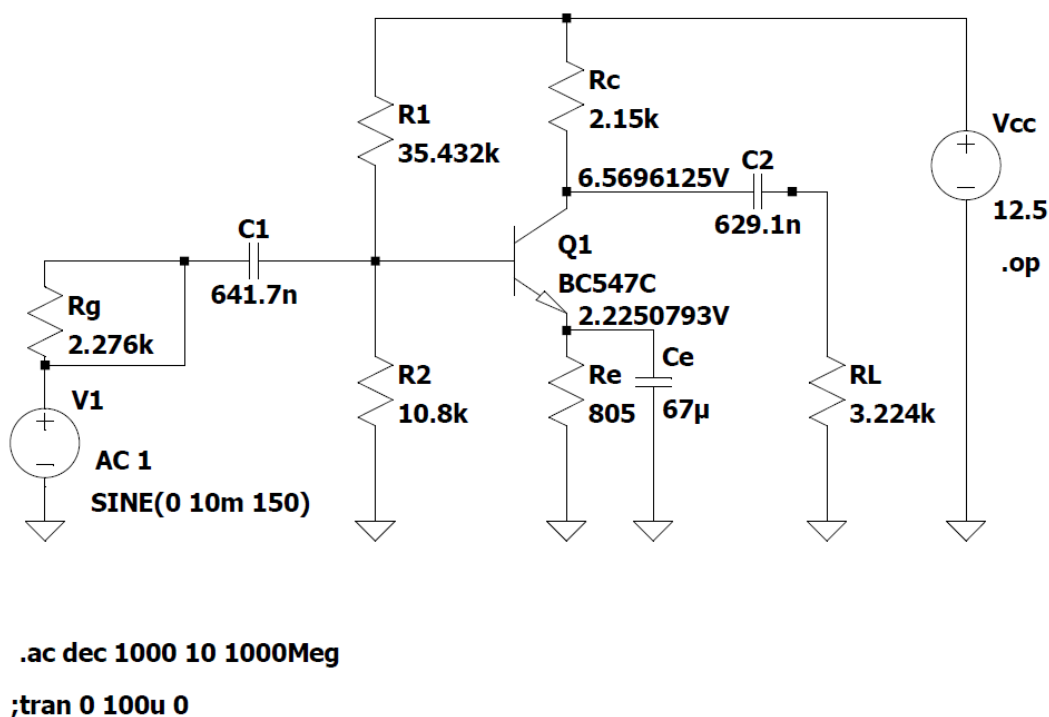 R1
35.432k
Rc
2.15k
Vcc
12.5
.op
6.5696125V
C2
629.1n
C1
641.7n
Q1
BC547C
2.2250793V
Rg
2.276k
R2
10.8k
Re
805
Ce
67µ
RL
3.224k
V1
AC 1
SINE(0 10m 150)
.ac dec 1000 10 1000Meg
;tran 0 100u 0